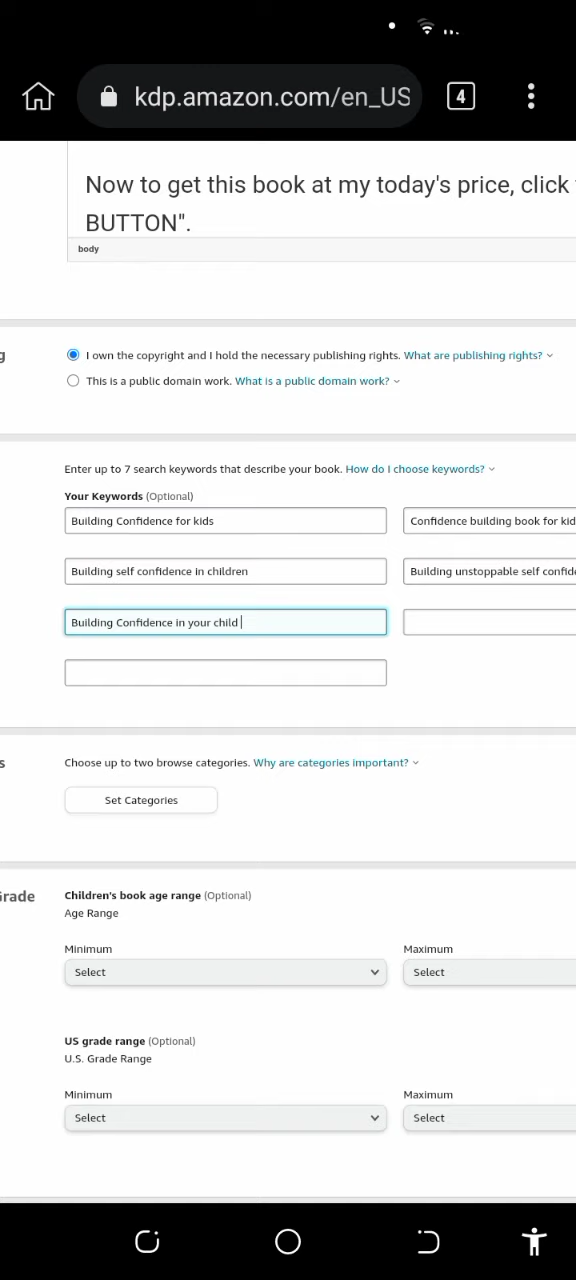 kdp.amazon.com/en_US
4
Now to get this book at my today's price, click
BUTTON".
body
g
I own the copyright and I hold the necessary publishing rights. What are publishing rights?
This is a public domain work. What is a public domain work?
Enter up to 7 search keywords that describe your book. How do I choose keywords?
Your Keywords (Optional)
Building Confidence for kids
Confidence building book for kid
Building self confidence in children
Building unstoppable self confide
Building Confidence in your child
s
Choose up to two browse categories. Why are categories important?
Set Categories
Grade
Children's book age range (Optional)
Age Range
Minimum
Maximum
Select
Select
US grade range (Optional)
U.S. Grade Range
Minimum
Maximum
Select
Select